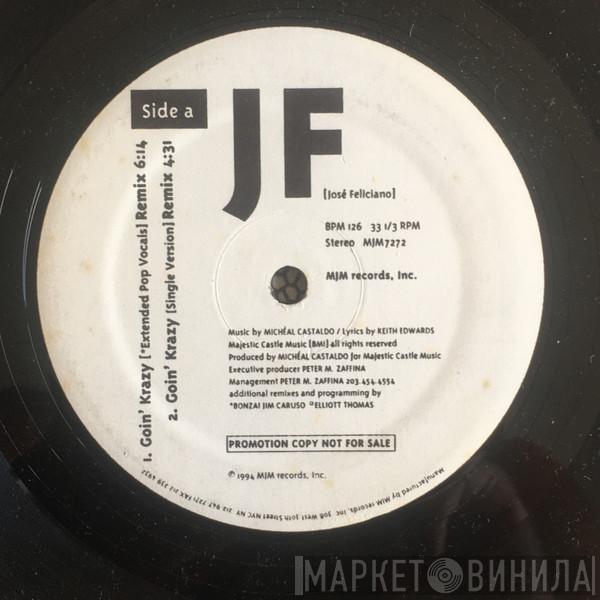 Side a
JF
[José Feliciano]
1. Goin' Krazy [*Extended Pop Vocals] Remix 6:14
2. Goin' Krazy [Single Version] Remix 4:31
BPM 126 33 1/3 RPM
Stereo MJM7272
MJM records, Inc.
Music by MICHÉAL CASTALDO / Lyrics by KEITH EDWARDS
Majestic Castle Music [BMI] all rights reserved
Produced by MICHÉAL CASTALDO for Majestic Castle Music
Executive producer PETER M. ZAFFINA
Management PETER M. ZAFFINA 203.454.4554
additional remixes and programming by
*BONZAI JIM CARUSO ELLIOTT THOMAS
PROMOTION COPY NOT FOR SALE
© 1994 MJM records, Inc.
Manufactured by MJM records, Inc. 308 West 30th Street NYC NY 212 947 7271 FAX 212 239 4932
МАРКЕТ ВИНИЛА